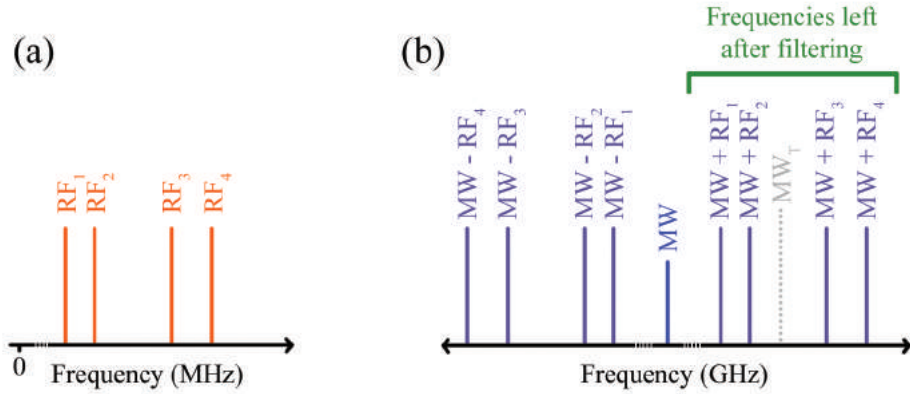 (a)
RF₁
RF₂
RF₃
RF₄
0
Frequency (MHz)
(b)
Frequencies left
after filtering
MW - RF₄
MW - RF₃
MW - RF₂
MW - RF₁
MW
MW + RF₁
MW + RF₂
MW_T
MW + RF₃
MW + RF₄
Frequency (GHz)